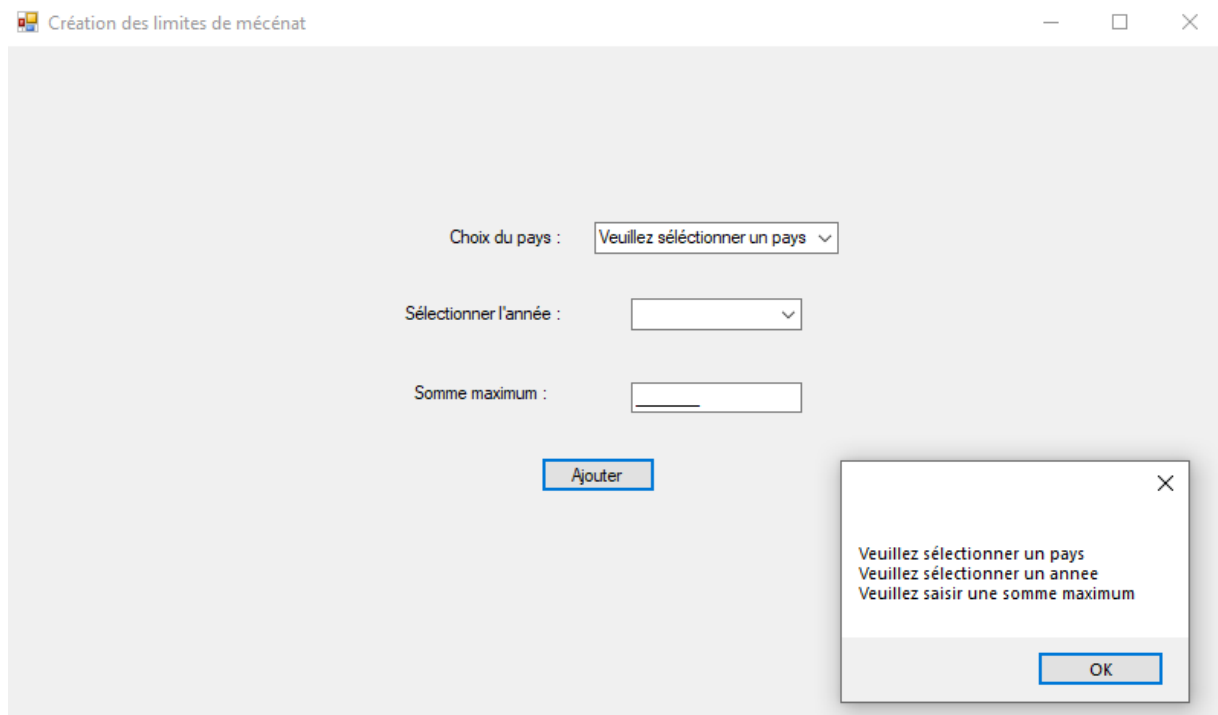 Création des limites de mécénat
Choix du pays : Veuillez séléctionner un pays
Sélectionner l'année :
Somme maximum : _______
Ajouter
Veuillez sélectionner un pays
Veuillez sélectionner un annee
Veuillez saisir une somme maximum
OK